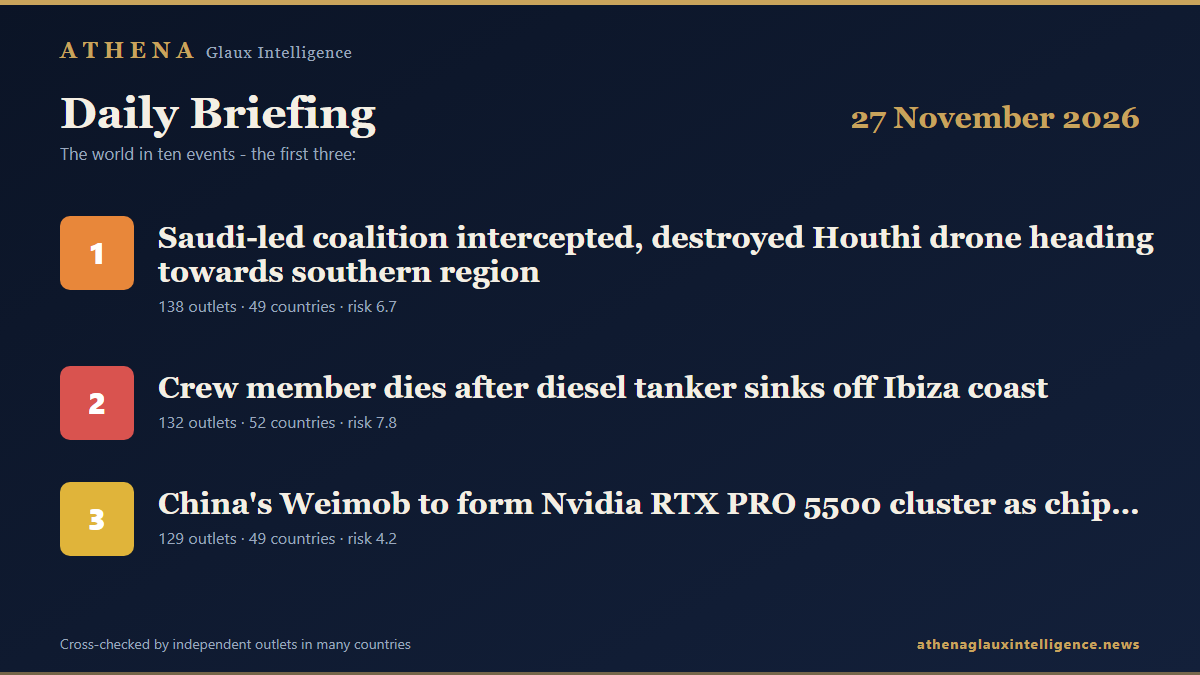 ATHENA Glaux Intelligence
Daily Briefing
27 November 2026
The world in ten events - the first three:
1
Saudi-led coalition intercepted, destroyed Houthi drone heading
towards southern region
138 outlets · 49 countries · risk 6.7
2
Crew member dies after diesel tanker sinks off Ibiza coast
132 outlets · 52 countries · risk 7.8
3
China's Weimob to form Nvidia RTX PRO 5500 cluster as chip...
129 outlets · 49 countries · risk 4.2
Cross-checked by independent outlets in many countries
athenaglauxintelligence.news